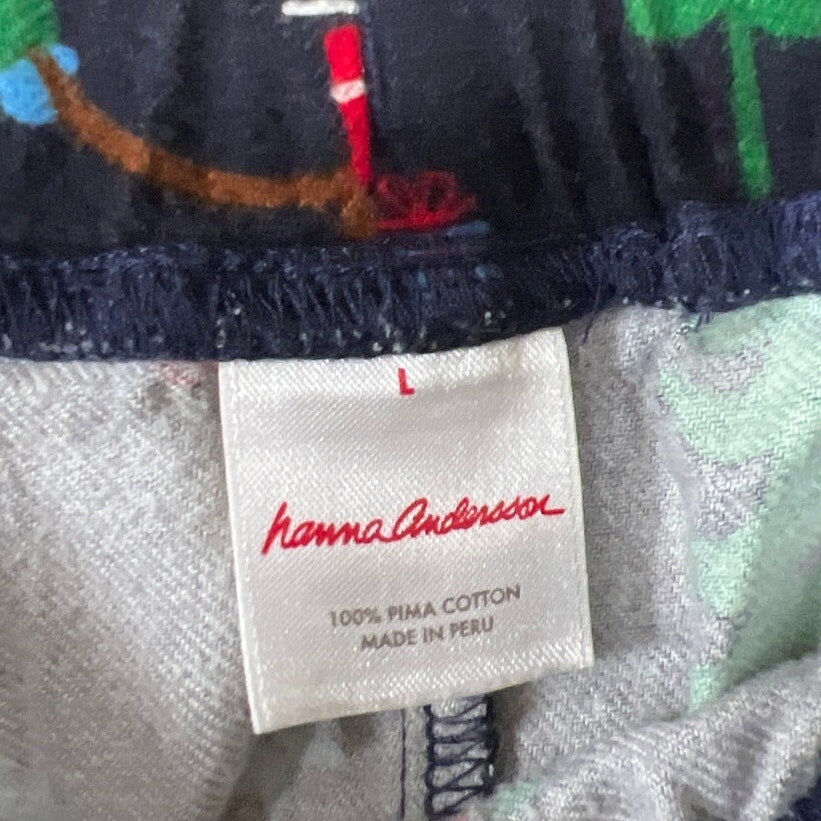 L
hanna Andersson
100% PIMA COTTON
MADE IN PERU